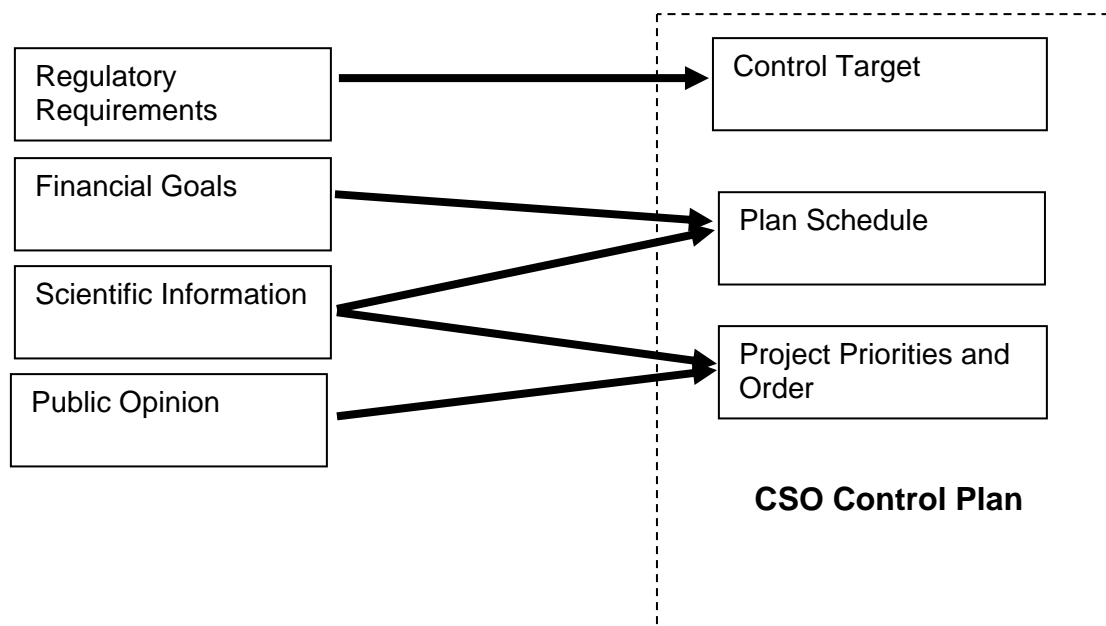 Regulatory
Requirements
Control Target
Financial Goals
Plan Schedule
Scientific Information
Project Priorities and
Order
Public Opinion
CSO Control Plan